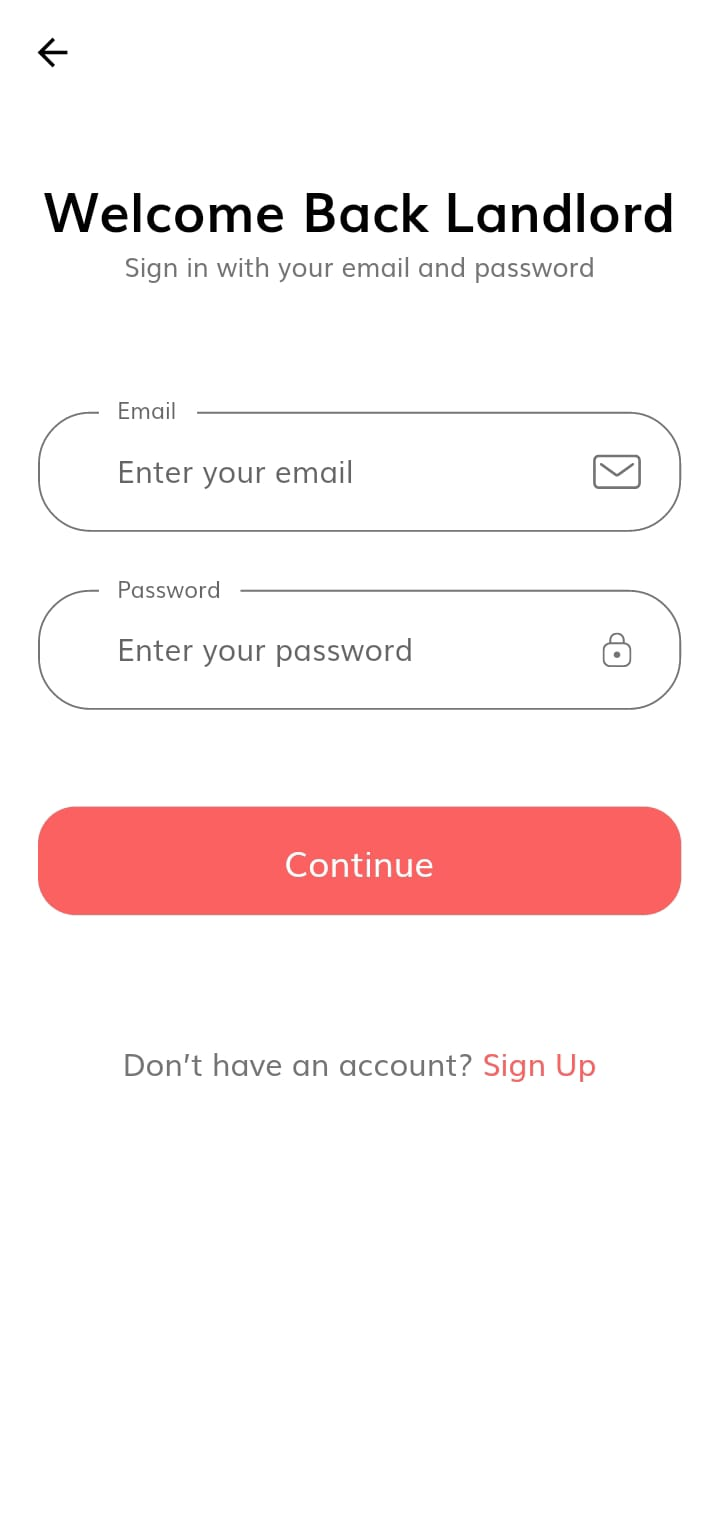 Welcome Back Landlord
Sign in with your email and password
Email
Enter your email
Password
Enter your password
Continue
Don't have an account? Sign Up